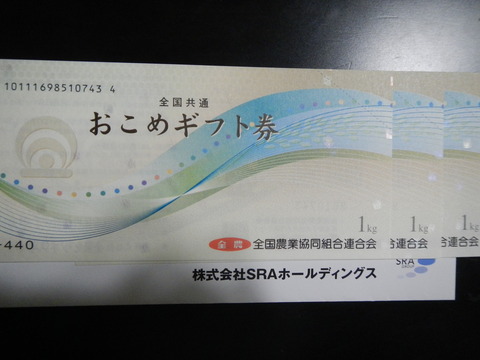 10111698510743 4
全国共通
おこめギフト券
1kg 1kg 1kg
-440
全農 全国農業協同組合連合会 合連合会 合連合会
株式会社SRAホールディングス
SRA